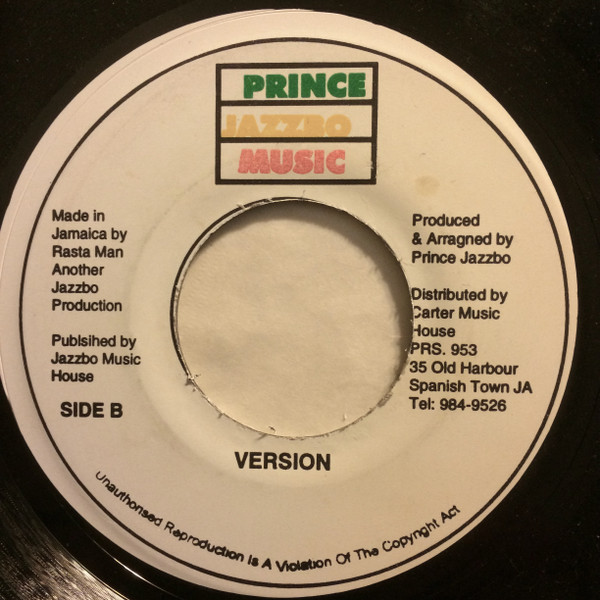 PRINCE
JAZZBO
MUSIC
Made in
Jamaica by
Rasta Man
Another
Jazzbo
Production
Publsihed by
Jazzbo Music
House
SIDE B
Produced
& Arragned by
Prince Jazzbo
Distributed by
Carter Music
House
PRS. 953
35 Old Harbour
Spanish Town JA
Tel: 984-9526
VERSION
Unauthorised Reproduction Is A Violation Of The Copyright Act